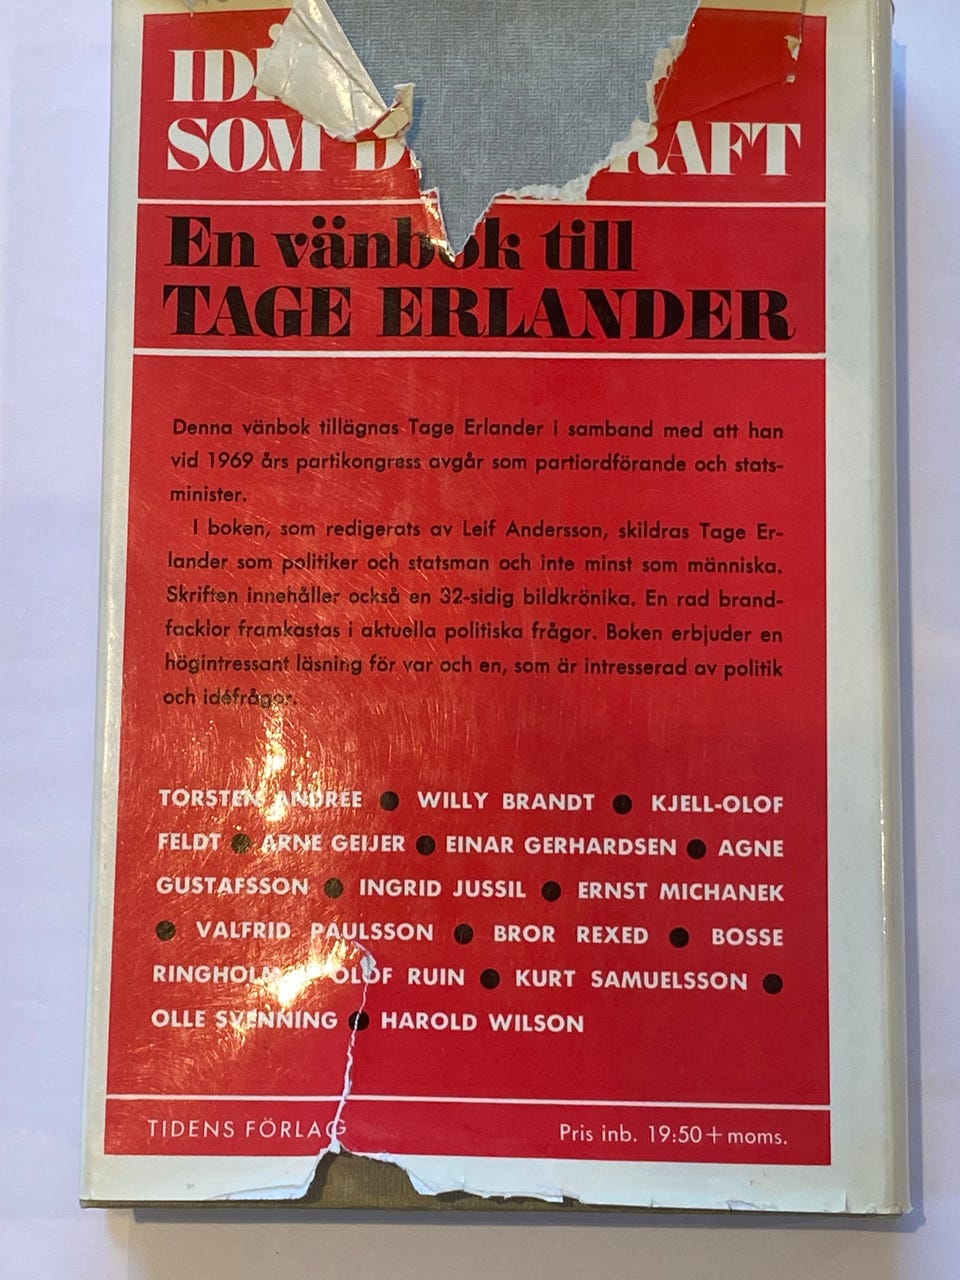 SOM
En vänbok till
TAGE ERLANDER
Denna vänbok tillägnas Tage Erlander i samband med att han
vid 1969 års partikongress avgår som partiordförande och stats-
minister.
I boken, som redigerats av Leif Andersson, skildras Tage Er-
lander som politiker och statsman och inte minst som människa.
Skriften innehåller också en 32-sidig bildkrönika. En rad brand-
facklor framkastas i aktuella politiska frågor. Boken erbjuder en
högintressant läsning för var och en, som är intresserad av politik
och idéfrågor.
TORSTEN ANDRÉE ● WILLY BRANDT ● KJELL-OLOF
FELDT ● ARNE GEIJER ● EINAR GERHARDSEN ● AGNE
GUSTAFSSON ● INGRID JUSSIL ● ERNST MICHANEK
● VALFRID PAULSSON ● BROR REXED ● BOSSE
RINGHOLM OLOF RUIN ● KURT SAMUELSSON ●
OLLE SVENNING ● HAROLD WILSON
TIDENS FÖRLAG Pris inb. 19:50 + moms.